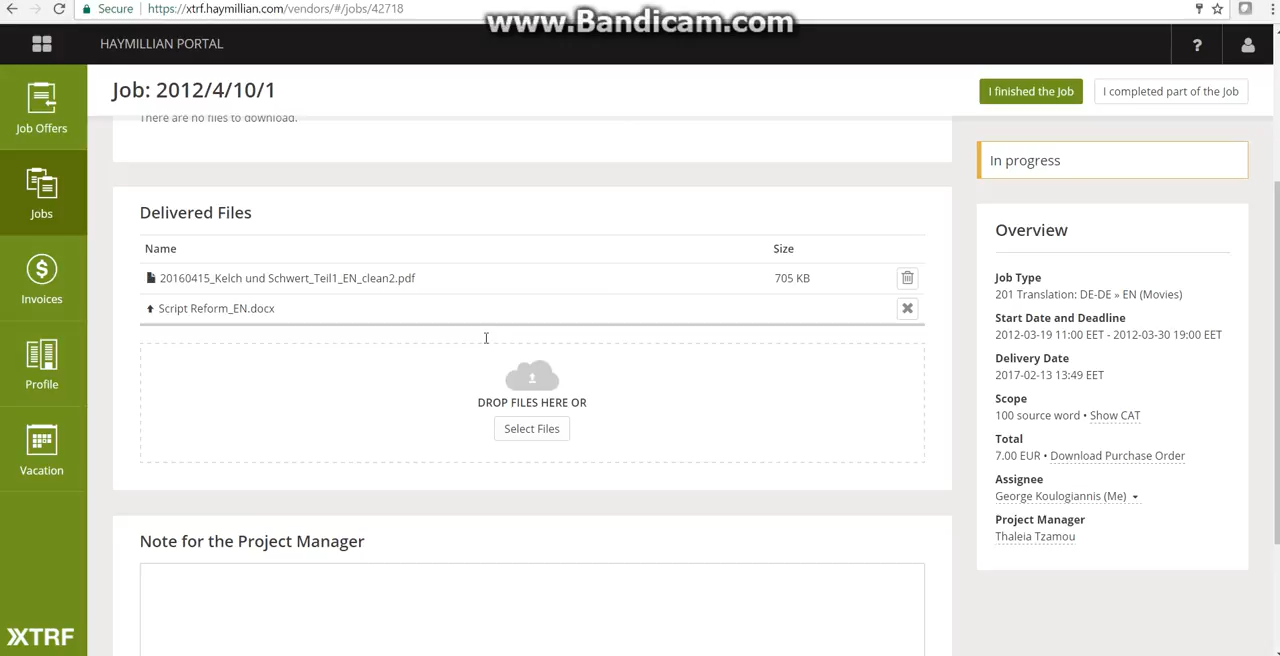 Secure
https://xtrf.haymillian.com/vendors/#/jobs/42718
www.Bandicam.com
HAYMILLIAN PORTAL
?
Job Offers
Jobs
Invoices
Profile
Vacation
XTRF
Job: 2012/4/10/1
I finished the Job
I completed part of the Job
There are no files to download.
Delivered Files
Name Size
20160415_Kelch und Schwert_Teil1_EN_clean2.pdf 705 KB
Script Reform_EN.docx
DROP FILES HERE OR
Select Files
Note for the Project Manager
In progress
Overview
Job Type
201 Translation: DE-DE » EN (Movies)
Start Date and Deadline
2012-03-19 11:00 EET - 2012-03-30 19:00 EET
Delivery Date
2017-02-13 13:49 EET
Scope
100 source word • Show CAT
Total
7.00 EUR • Download Purchase Order
Assignee
George Koulogiannis (Me)
Project Manager
Thaleia Tzamou